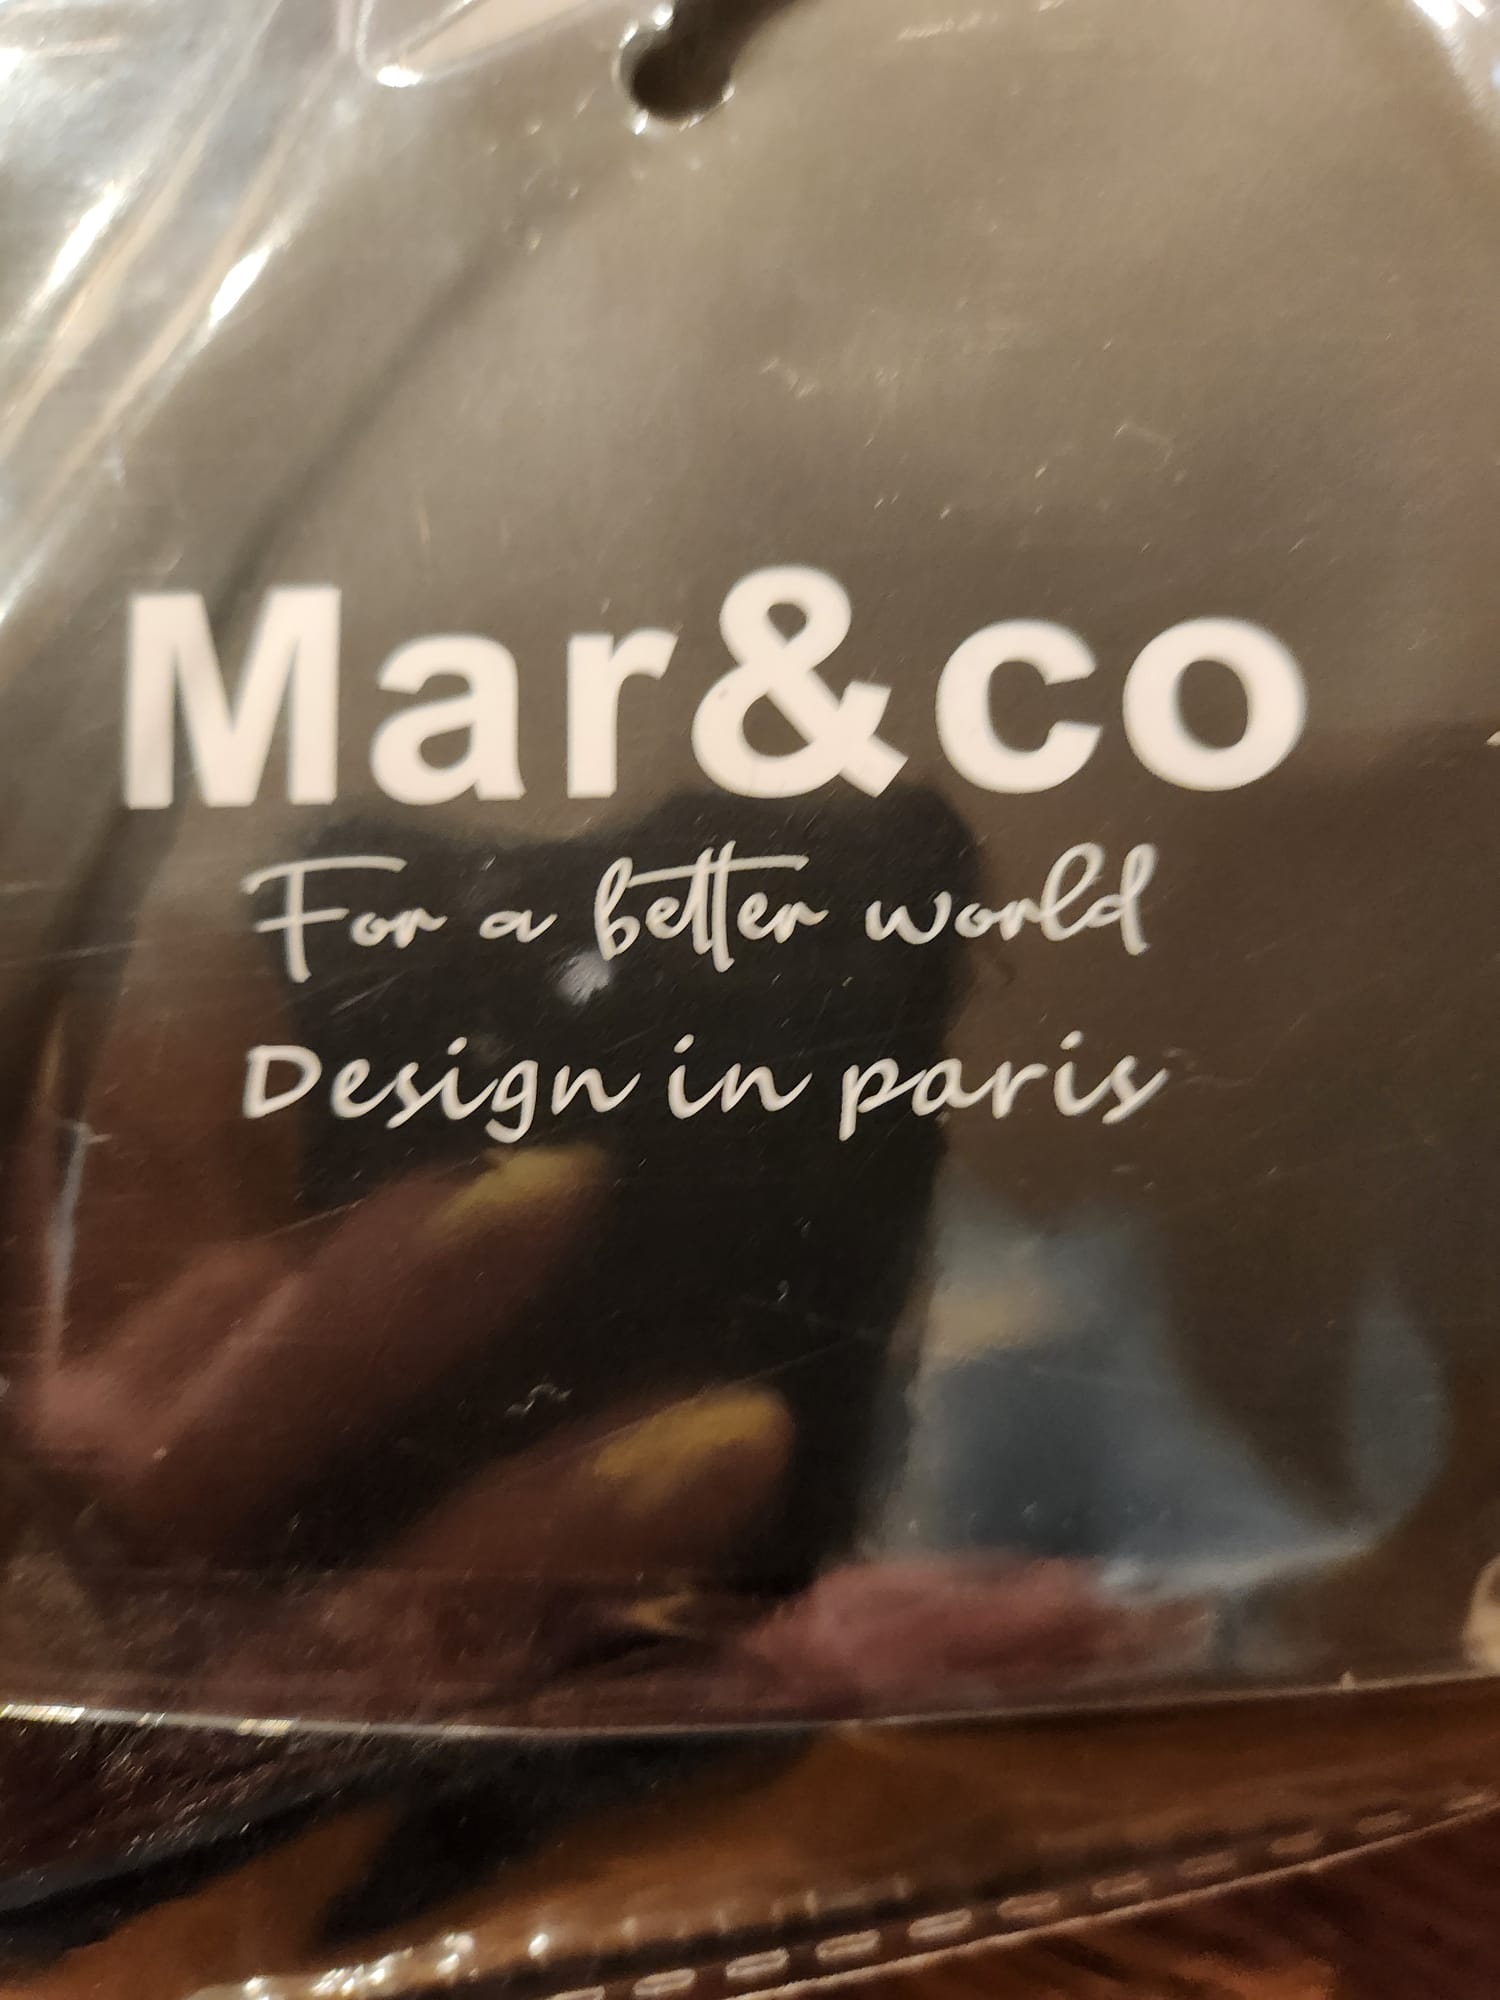 Mar&co
For a better world
Design in paris